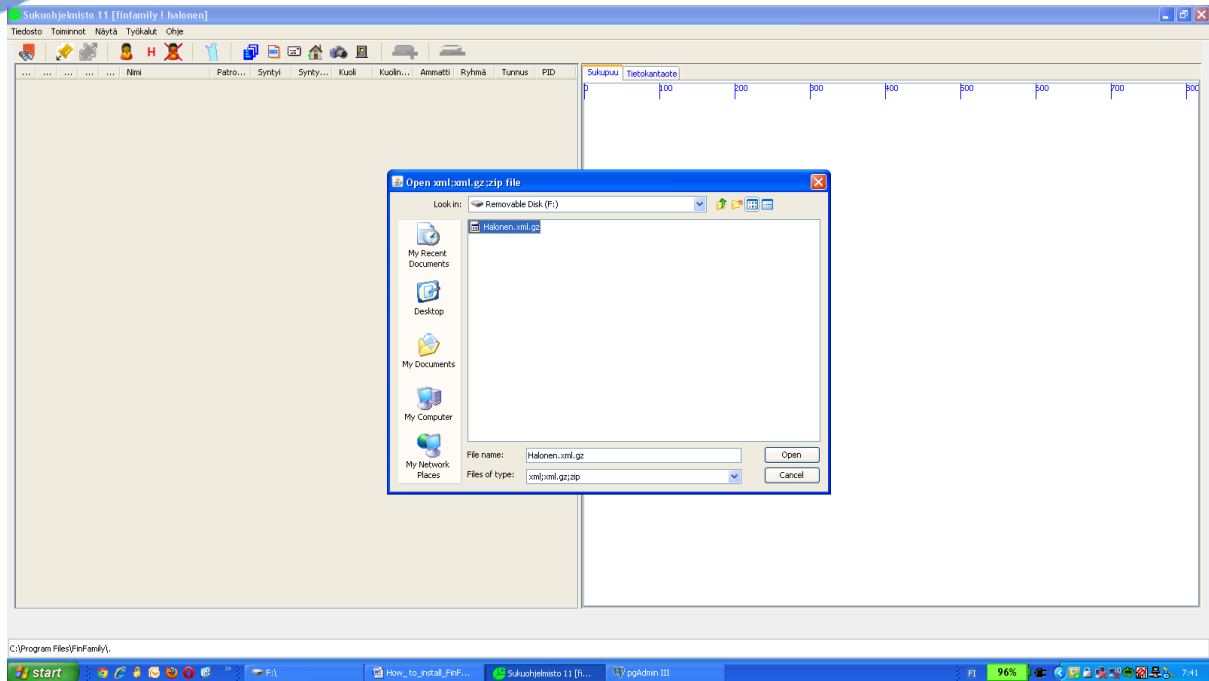 Sukuohjelmisto 11 [finfamily ! halonen]
Tiedosto Toiminnot Näytä Työkalut Ohje
H
... ... ... ... ... Nimi Patro... Syntyi Synty... Kuoli Kuolin... Ammatti Ryhmä Tunnus PID
Sukupuu Tietokantaote
0 100 200 300 400 500 600 700 800
Open xml;xml.gz;zip file
Look in: Removable Disk (F:)
Halonen.xml.gz
My Recent
Documents
Desktop
My Documents
My Computer
My Network
Places
File name: Halonen.xml.gz Open
Files of type: xml;xml.gz;zip Cancel
C:\Program Files\FinFamily\.
start F:\ How_to_install_FinF... Sukuohjelmisto 11 [fi... pgAdmin III FI 96% 7:41